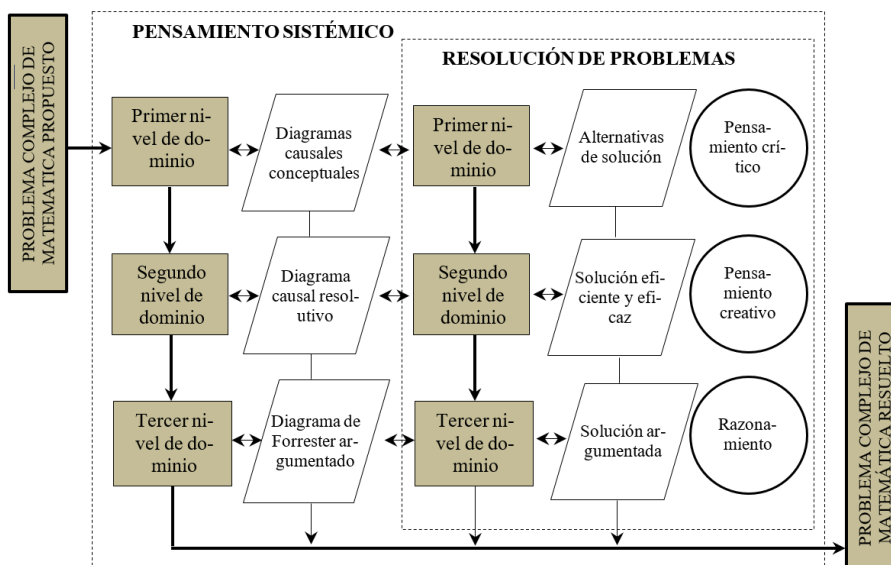 PROBLEMA COMPLEJO DE
MATEMATICA PROPUESTO
PENSAMIENTO SISTÉMICO
RESOLUCIÓN DE PROBLEMAS
Primer ni-
vel de do-
minio
Diagramas
causales
conceptuales
Primer ni-
vel de do-
minio
Alternativas
de solución
Pensa-
miento crí-
tico
Segundo
nivel de
dominio
Diagrama
causal resol-
utivo
Segundo
nivel de
dominio
Solución efi-
ciente y efi-
caz
Pensa-
miento
creativo
Tercer ni-
vel de do-
minio
Diagrama de
Forrester ar-
gumentado
Tercer ni-
vel de do-
minio
Solución ar-
gumentada
Razona-
miento
PROBLEMA COMPLEJO DE
MATEMÁTICA RESUELTO